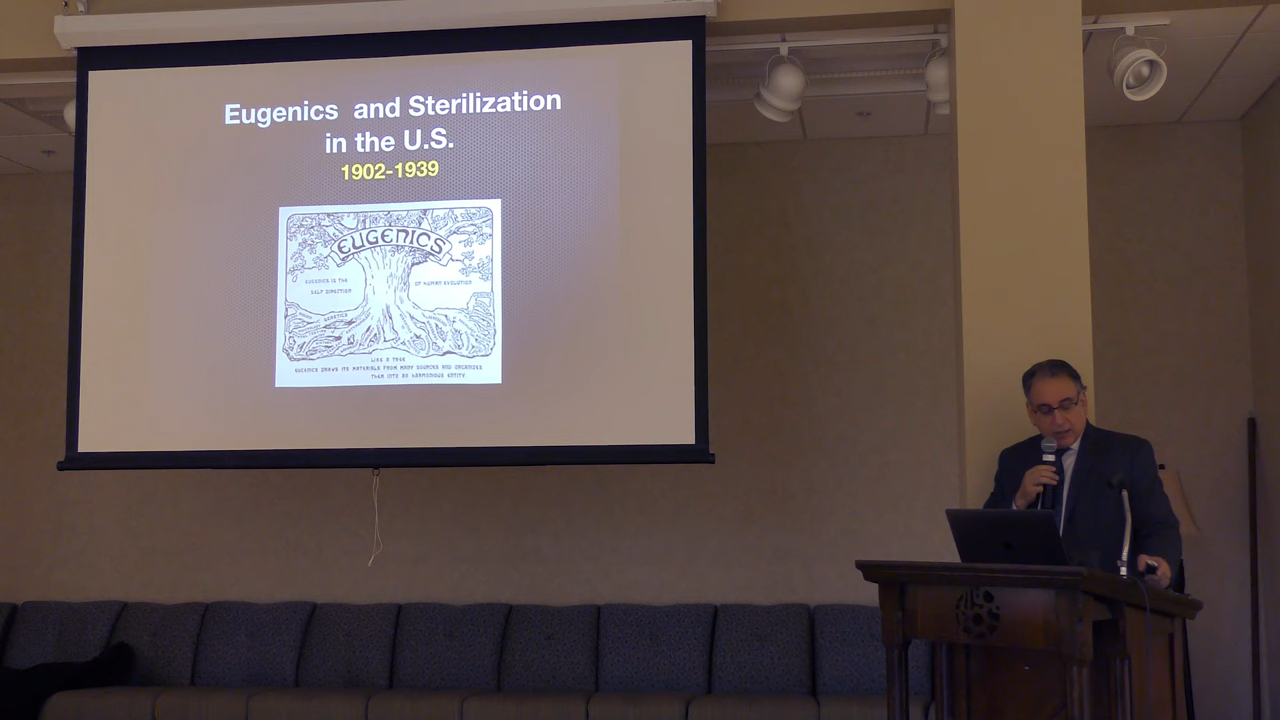 Eugenics and Sterilization
in the U.S.
1902-1939
EUGENICS
EUGENICS IS THE
SELF DIRECTION
OF HUMAN EVOLUTION
GENETICS
LIKE A TREE
EUGENICS DRAWS ITS MATERIALS FROM MANY SOURCES AND ORGANIZES
THEM INTO AN HARMONIOUS ENTITY.